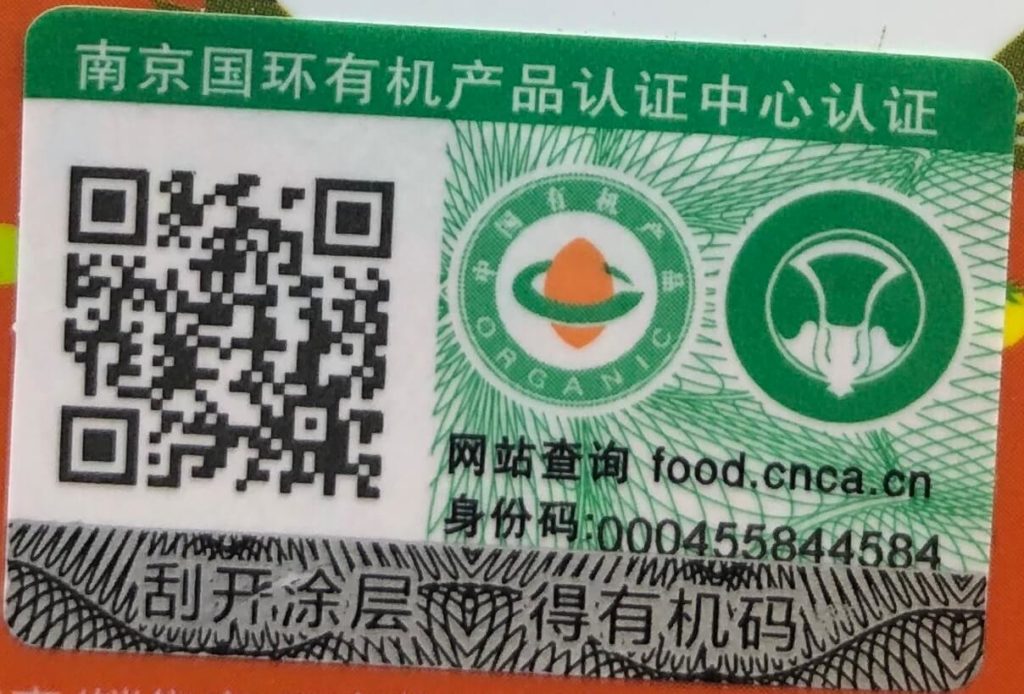 南京国环有机产品认证中心认证
中国有机产品
ORGANIC
网站查询 food.cnca.cn
身份码:000455844584
刮开涂层 得有机码